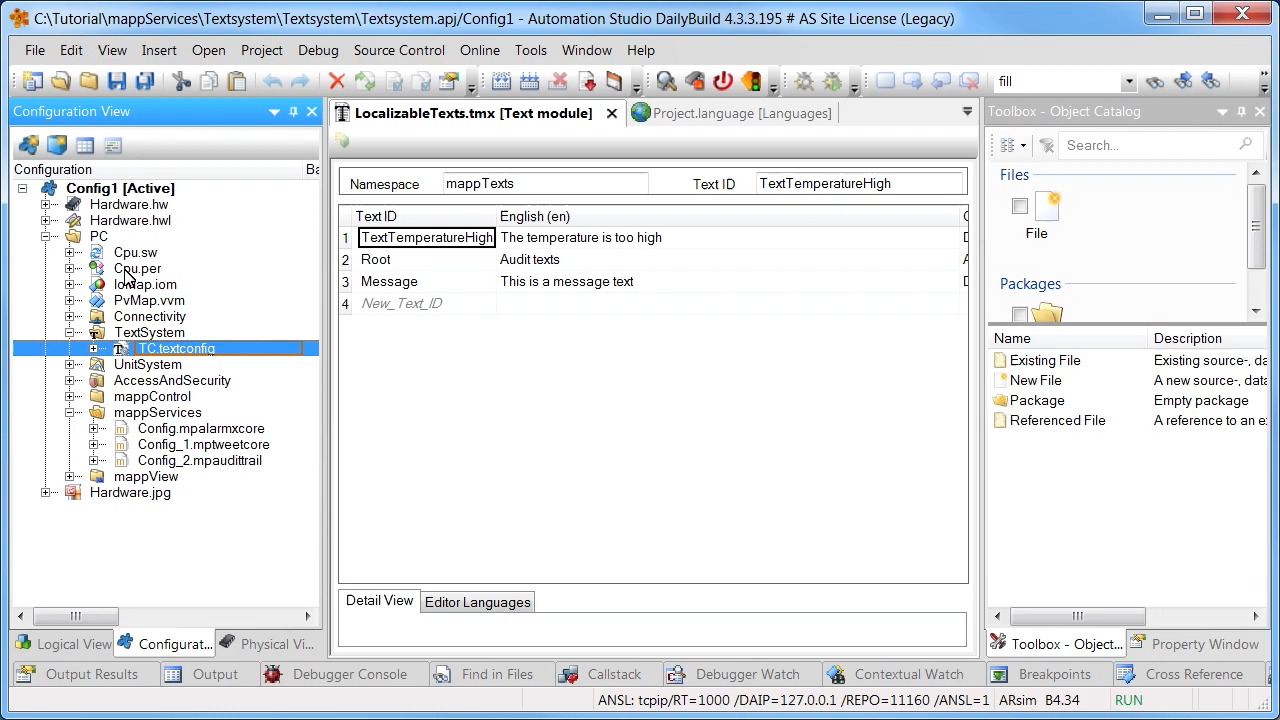 C:\Tutorial\mappServices\Textsystem\Textsystem\Textsystem.apj/Config1 - Automation Studio DailyBuild 4.3.3.195 # AS Site License (Legacy)
File Edit View Insert Open Project Debug Source Control Online Tools Window Help
fill
Configuration View
LocalizableTexts.tmx [Text module]
Project.language [Languages]
Toolbox - Object Catalog
Search...
Configuration
Ba
Config1 [Active]
Hardware.hw
Hardware.hwl
PC
Cpu.sw
Cpu.per
IoMap.iom
PvMap.vvm
Connectivity
TextSystem
TC.textconfig
UnitSystem
AccessAndSecurity
mappControl
mappServices
Config.mpalarmxcore
Config_1.mptweetcore
Config_2.mpaudittrail
mappView
Hardware.jpg
Namespace mappTexts Text ID TextTemperatureHigh
Text ID English (en)
1 TextTemperatureHigh The temperature is too high
2 Root Audit texts
3 Message This is a message text
4 New_Text_ID
Detail View Editor Languages
Files
File
Packages
Name Description
Existing File Existing source-, data
New File A new source-, data
Package Empty package
Referenced File A reference to an ex
Logical View Configurat... Physical Vi...
Toolbox - Object... Property Window
Output Results Output Debugger Console Find in Files Callstack Debugger Watch Contextual Watch Breakpoints Cross Reference
ANSL: tcpip/RT=1000 /DAIP=127.0.0.1 /REPO=11160 /ANSL=1 ARsim B4.34 RUN